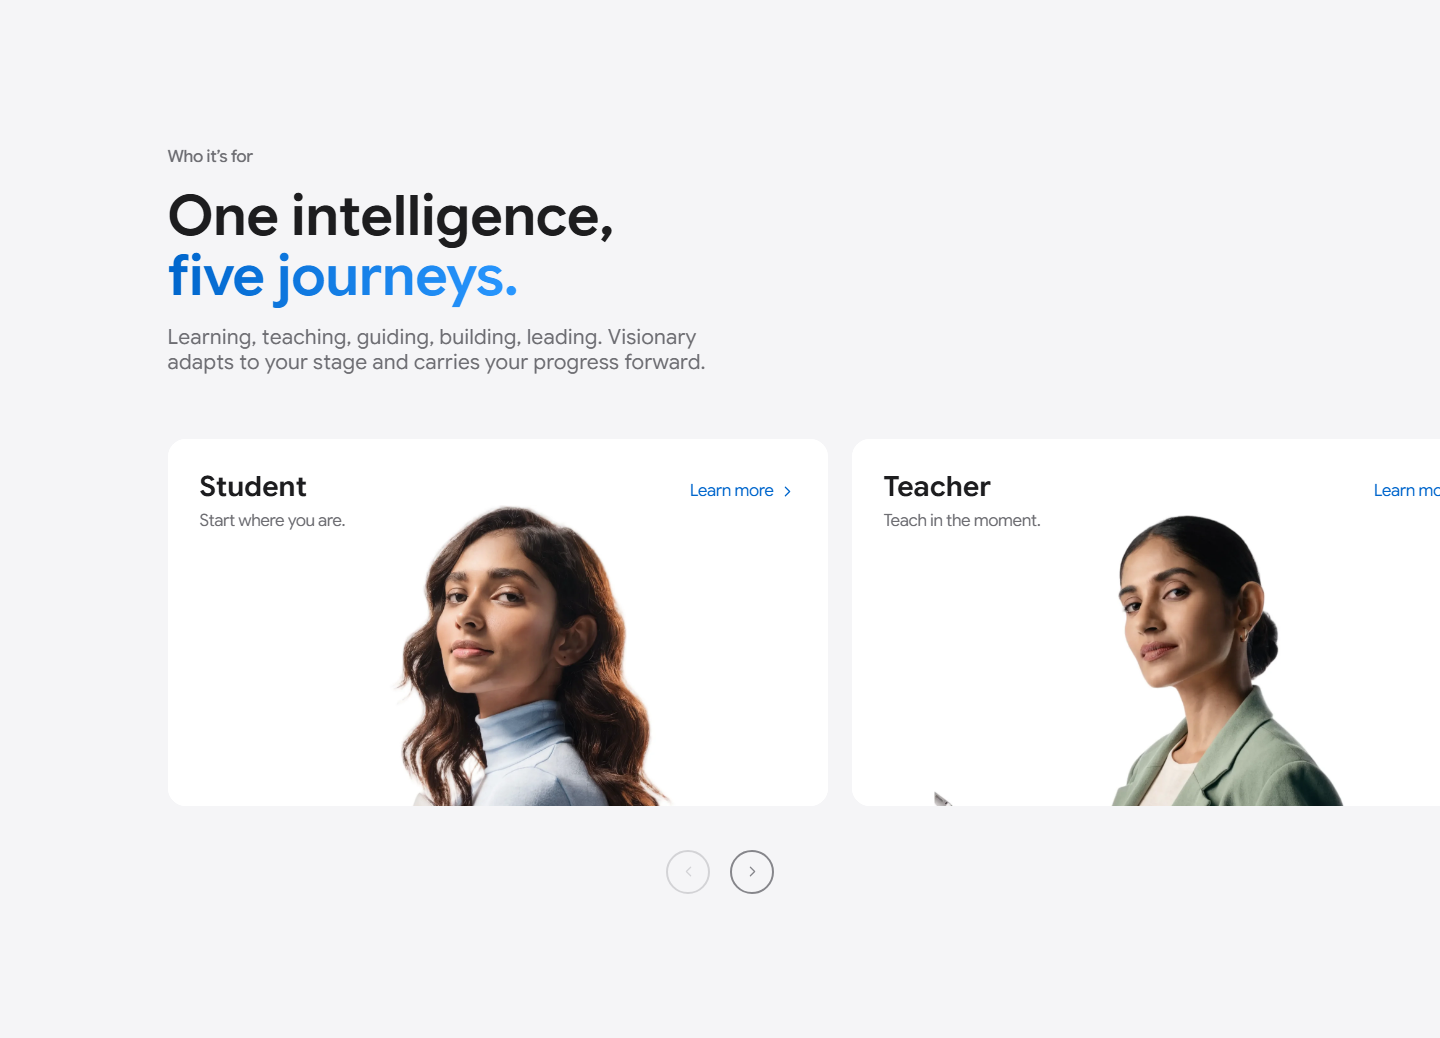 Who it’s for
One intelligence,
five journeys.
Learning, teaching, guiding, building, leading. Visionary
adapts to your stage and carries your progress forward.
Student
Learn more
Start where you are.
Teacher
Learn
Teach in the moment.